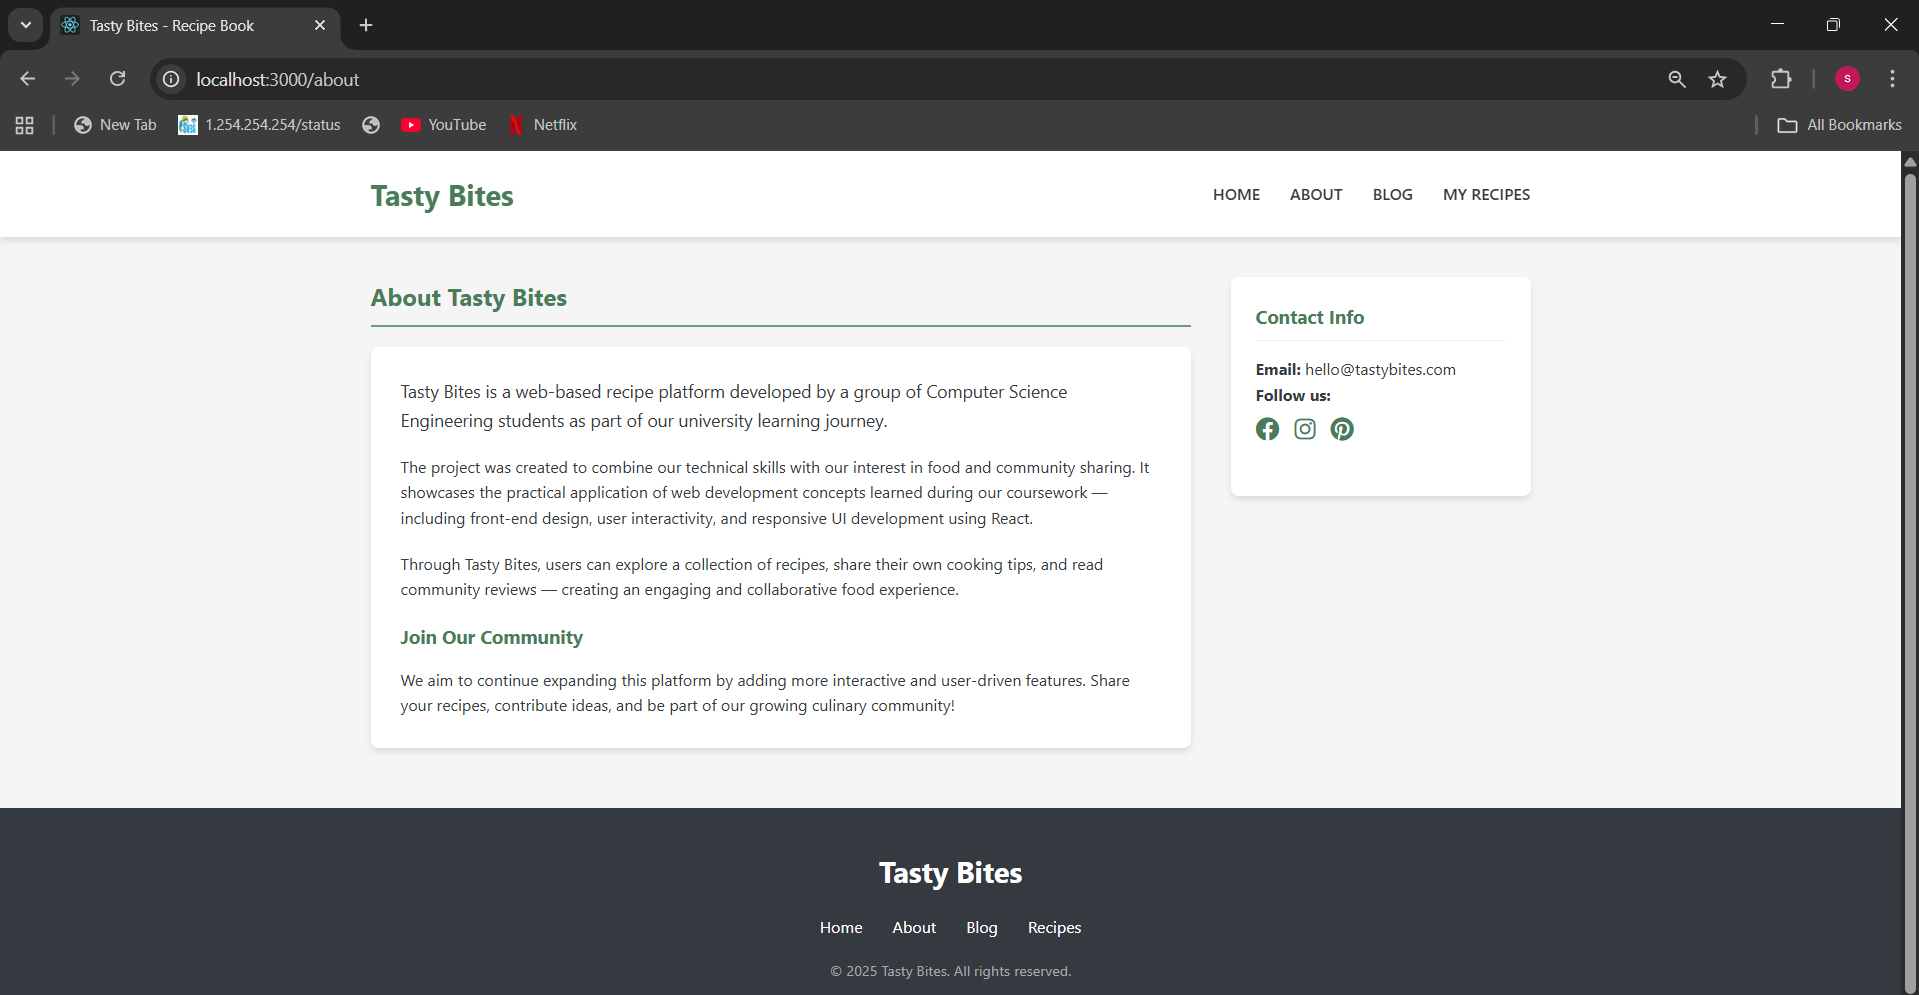 Tasty Bites - Recipe Book
localhost:3000/about
S
New Tab
1.254.254.254/status
YouTube
Netflix
All Bookmarks
Tasty Bites
HOME ABOUT BLOG MY RECIPES
About Tasty Bites
Tasty Bites is a web-based recipe platform developed by a group of Computer Science
Engineering students as part of our university learning journey.
The project was created to combine our technical skills with our interest in food and community sharing. It
showcases the practical application of web development concepts learned during our coursework —
including front-end design, user interactivity, and responsive UI development using React.
Through Tasty Bites, users can explore a collection of recipes, share their own cooking tips, and read
community reviews — creating an engaging and collaborative food experience.
Join Our Community
We aim to continue expanding this platform by adding more interactive and user-driven features. Share
your recipes, contribute ideas, and be part of our growing culinary community!
Contact Info
Email: hello@tastybites.com
Follow us:
Tasty Bites
Home About Blog Recipes
© 2025 Tasty Bites. All rights reserved.